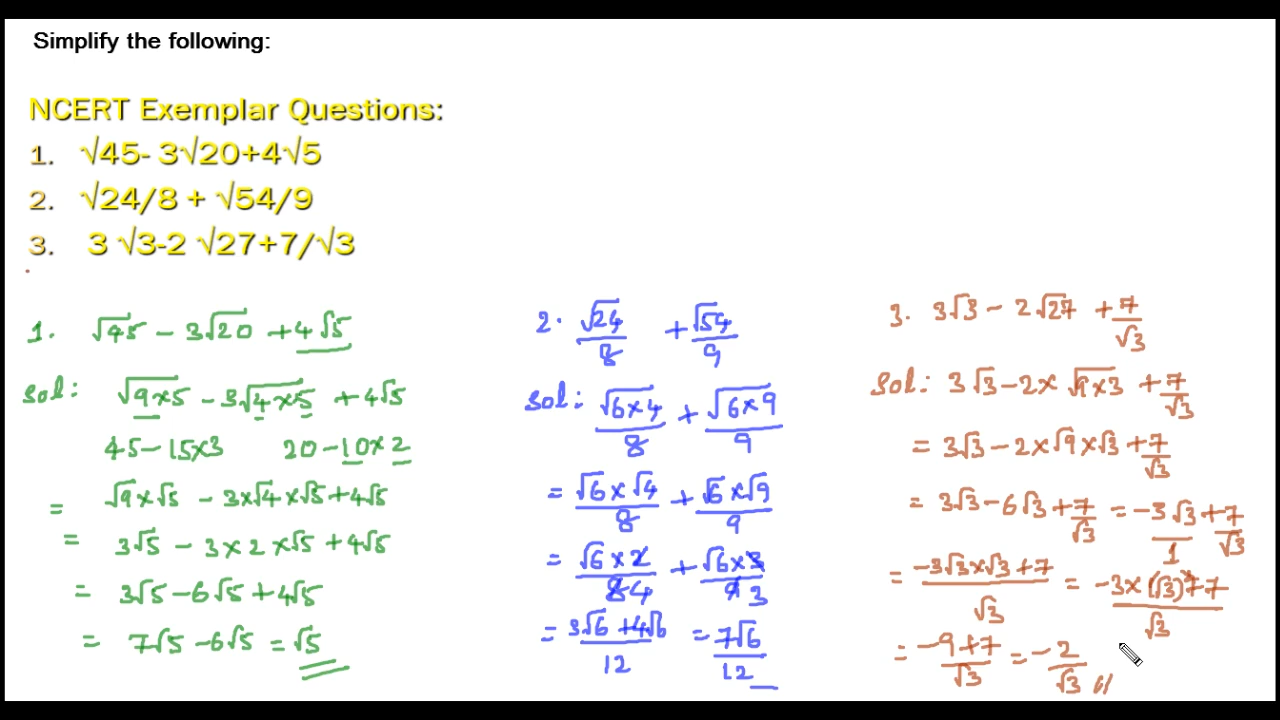 Simplify the following:
NCERT Exemplar Questions:
1. √45- 3√20+4√5
2. √24/8 + √54/9
3. 3 √3-2 √27+7/√3
1. √45 – 3√20 + 4√5
Sol: √9×5 – 3√4×5 + 4√5
45 – 15×3 20 – 10×2
= √9×√5 – 3×√4×√5 + 4√5
= 3√5 – 3×2×√5 + 4√5
= 3√5 – 6√5 + 4√5
= 7√5 – 6√5 = √5
2. √24/8 + √54/9
Sol: √6×4/8 + √6×9/9
= √6×√4/8 + √6×√9/9
= √6×2/8 4 + √6×3/9 3
= 3√6 + 4√6/12 = 7√6/12
3. 3√3 – 2√27 + 7/√3
Sol: 3√3 – 2×√9×3 + 7/√3
= 3√3 – 2×√9×√3 + 7/√3
= 3√3 – 6√3 + 7/√3 = –3√3/1 + 7/√3
= –3√3×√3 + 7/√3 = –3×(√3)²+7/√3
= –9+7/√3 = –2/√3 //